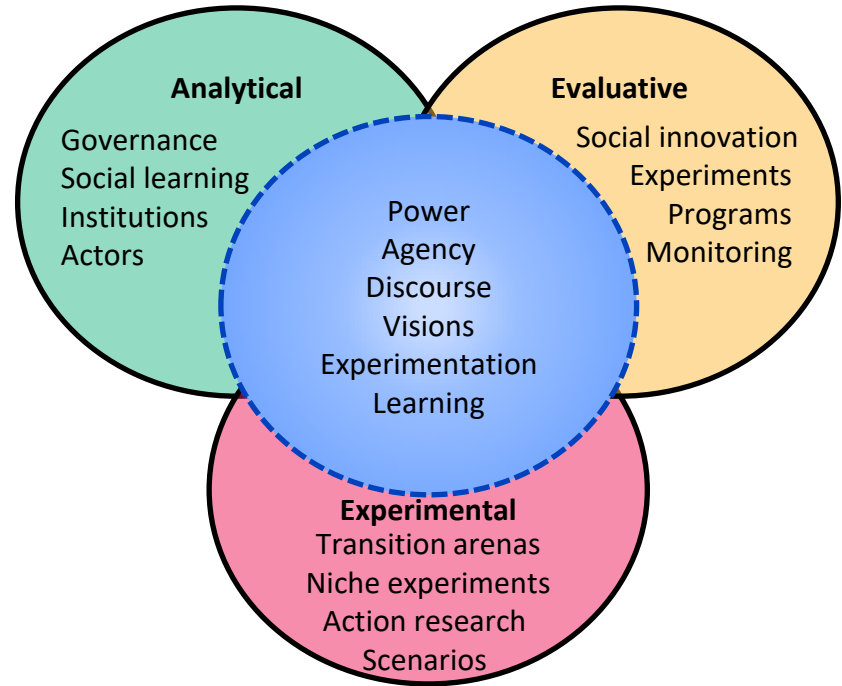 Analytical
Governance
Social learning
Institutions
Actors
Evaluative
Social innovation
Experiments
Programs
Monitoring
Power
Agency
Discourse
Visions
Experimentation
Learning
Experimental
Transition arenas
Niche experiments
Action research
Scenarios